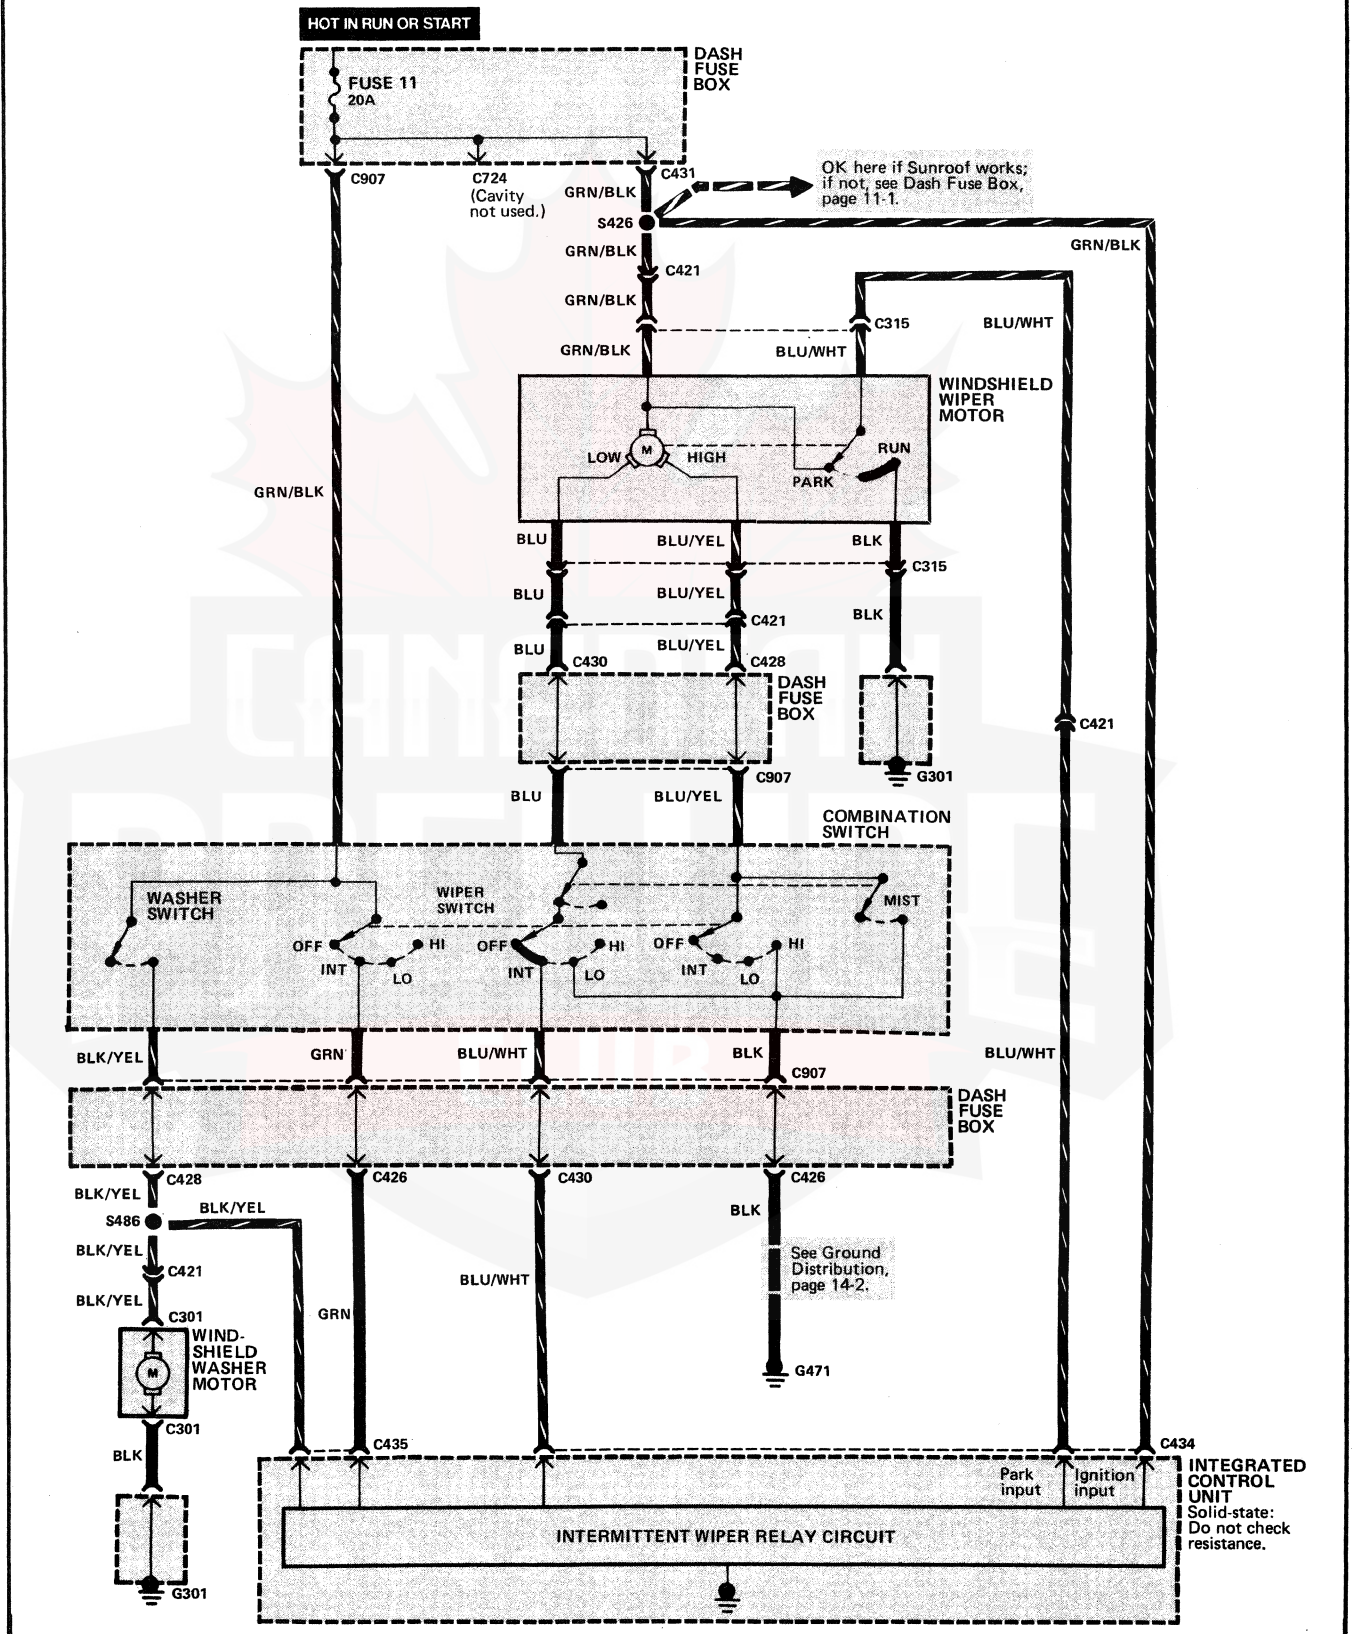 HOT IN RUN OR START
DASH
FUSE
BOX
FUSE 11
20A
C907
C724
(Cavity
not used.)
C431
GRN/BLK
OK here if Sunroof works;
if not, see Dash Fuse Box,
page 11-1.
S426
GRN/BLK
GRN/BLK
C421
GRN/BLK
C315
BLU/WHT
GRN/BLK
BLU/WHT
WINDSHIELD
WIPER
MOTOR
M
LOW
HIGH
RUN
PARK
GRN/BLK
BLU
BLU/YEL
BLK
C315
BLU
BLU/YEL
BLK
C421
BLU
BLU/YEL
C430
C428
DASH
FUSE
BOX
C421
G301
C907
BLU
BLU/YEL
COMBINATION
SWITCH
WASHER
SWITCH
WIPER
SWITCH
MIST
OFF
INT
LO
HI
OFF
INT
LO
HI
OFF
INT
LO
HI
BLK/YEL
GRN
BLU/WHT
BLK
BLU/WHT
C907
DASH
FUSE
BOX
C428
C426
C430
C426
BLK/YEL
BLK/YEL
BLK
S486
BLK/YEL
C421
See Ground
Distribution,
page 14-2.
BLU/WHT
BLK/YEL
GRN
C301
WIND-
SHIELD
WASHER
MOTOR
M
G471
C301
BLK
C435
C434
Park
input
Ignition
input
INTEGRATED
CONTROL
UNIT
Solid-state:
Do not check
resistance.
INTERMITTENT WIPER RELAY CIRCUIT
G301
CANADIAN
PRELUDE